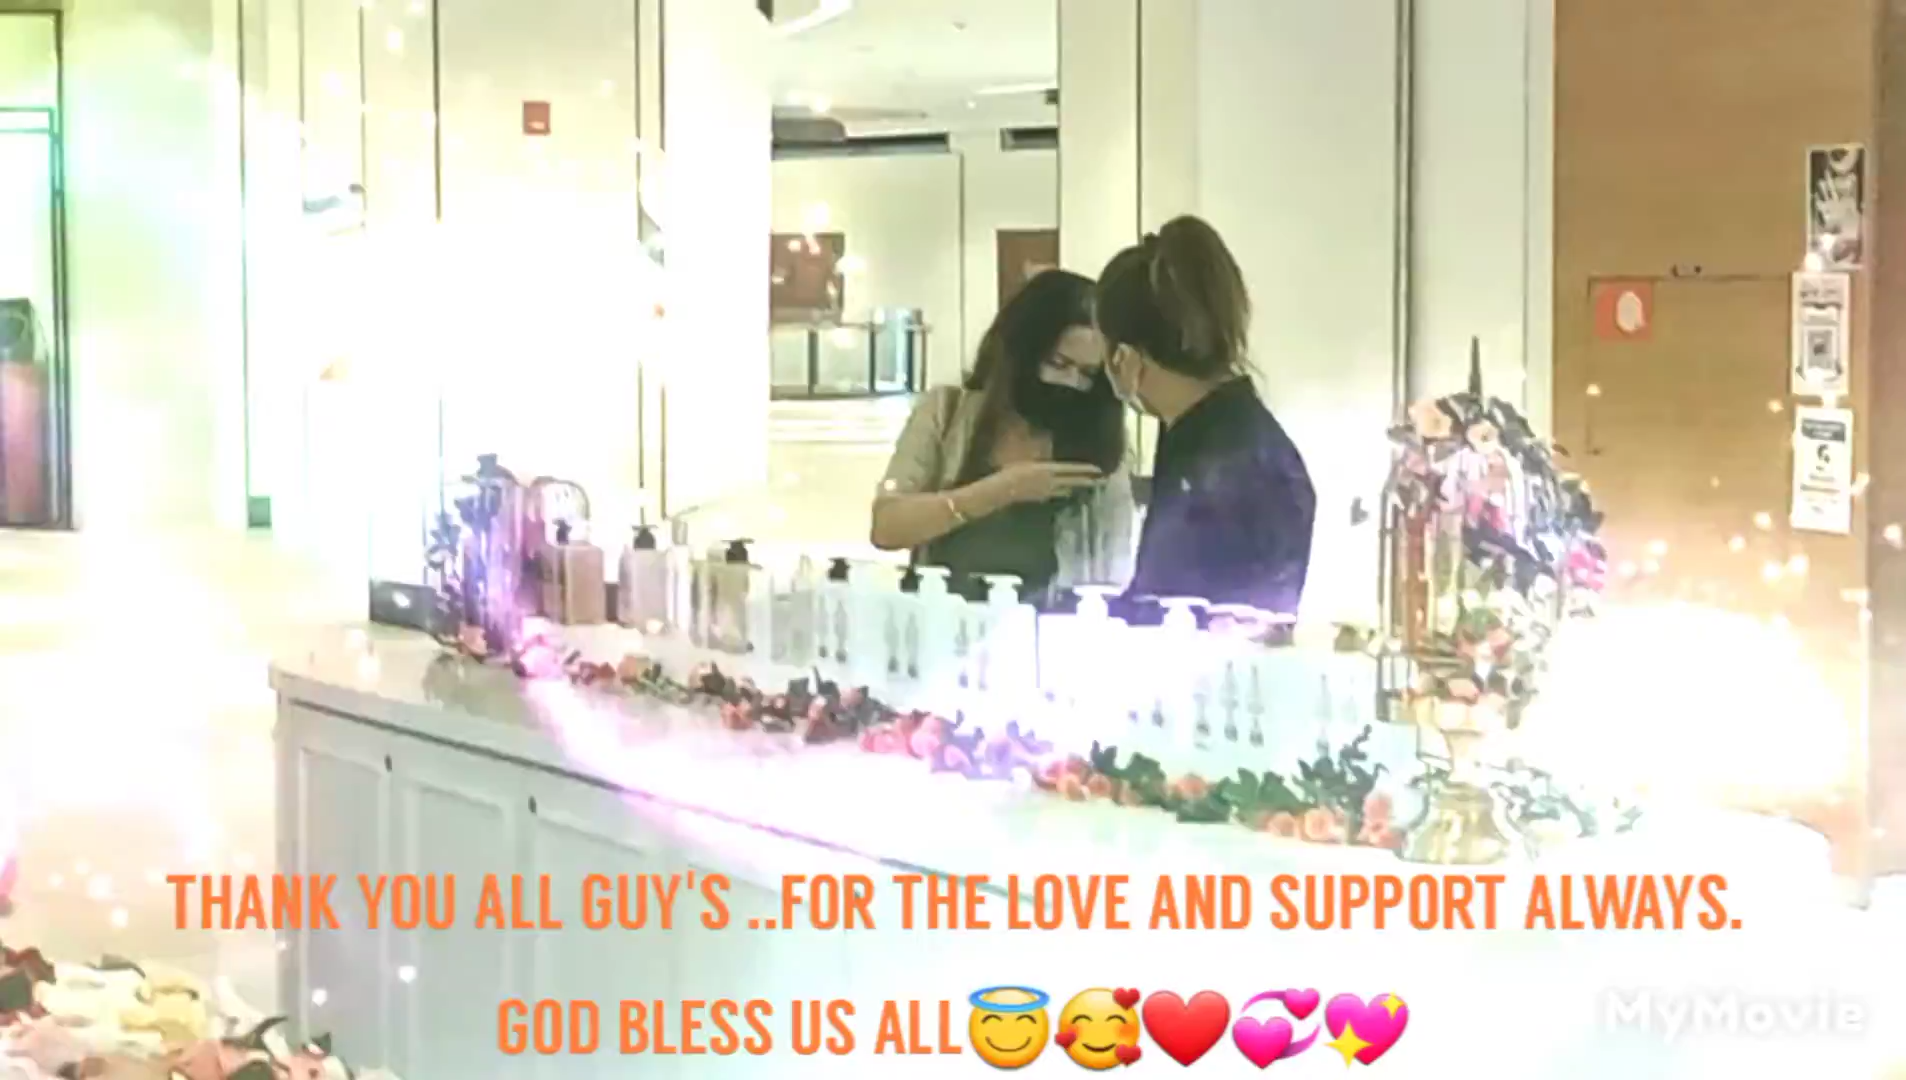 THANK YOU ALL GUY'S ..FOR THE LOVE AND SUPPORT ALWAYS.
GOD BLESS US ALL😇🥰❤️💞💖
MyMovie